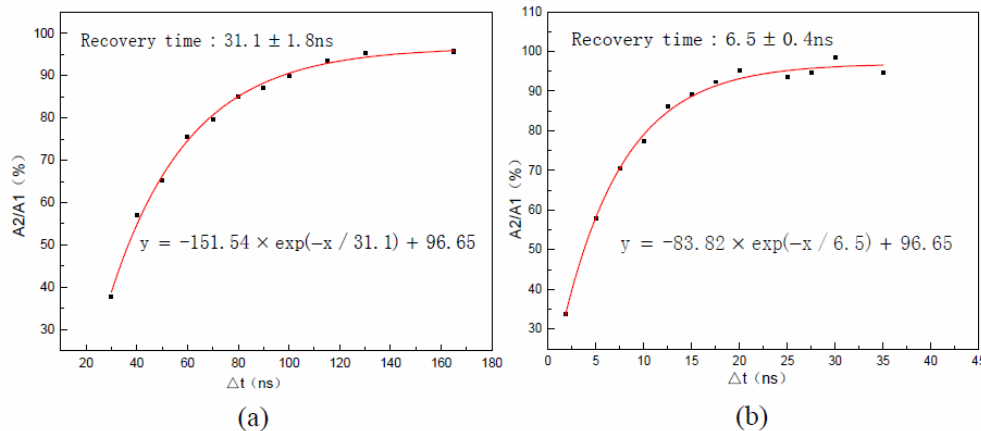 Recovery time : 31.1 ± 1.8ns
y = -151.54 × exp(-x / 31.1) + 96.65
A2/A1 (%)
100
90
80
70
60
50
40
30
20 40 60 80 100 120 140 160 180
△t (ns)
(a)
Recovery time : 6.5 ± 0.4ns
y = -83.82 × exp(-x / 6.5) + 96.65
A2/A1 (%)
110
100
90
80
70
60
50
40
30
0 5 10 15 20 25 30 35 40 45
△t (ns)
(b)